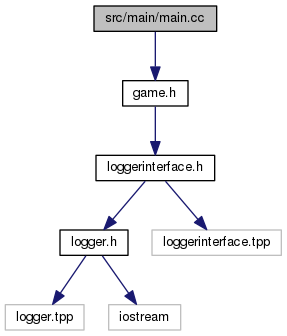 src/main/main.cc
game.h
loggerinterface.h
logger.h
loggerinterface.tpp
logger.tpp
iostream